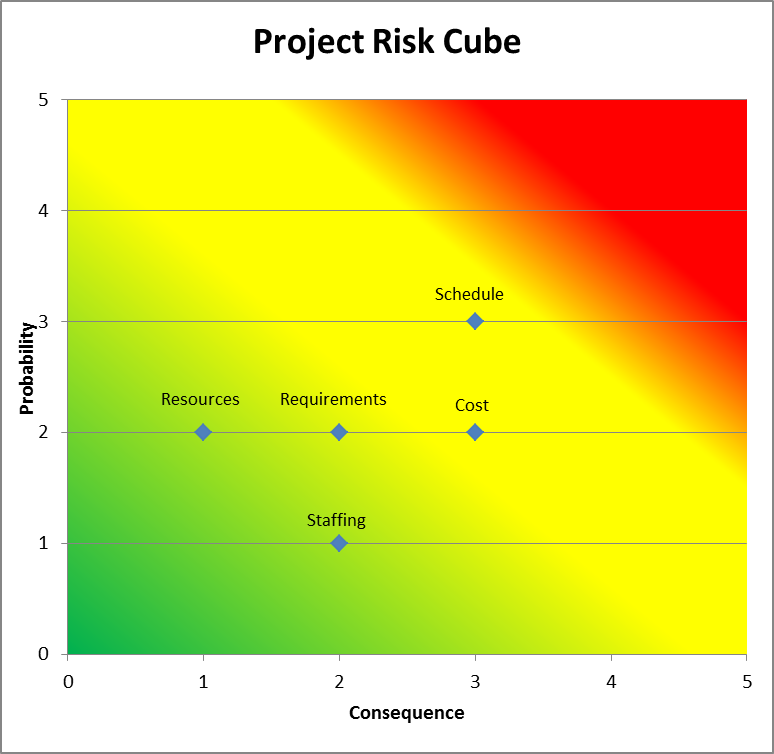 Project Risk Cube
5
4
Schedule
3
Probability
Resources Requirements Cost
2
Staffing
1
0
0 1 2 3 4 5
Consequence